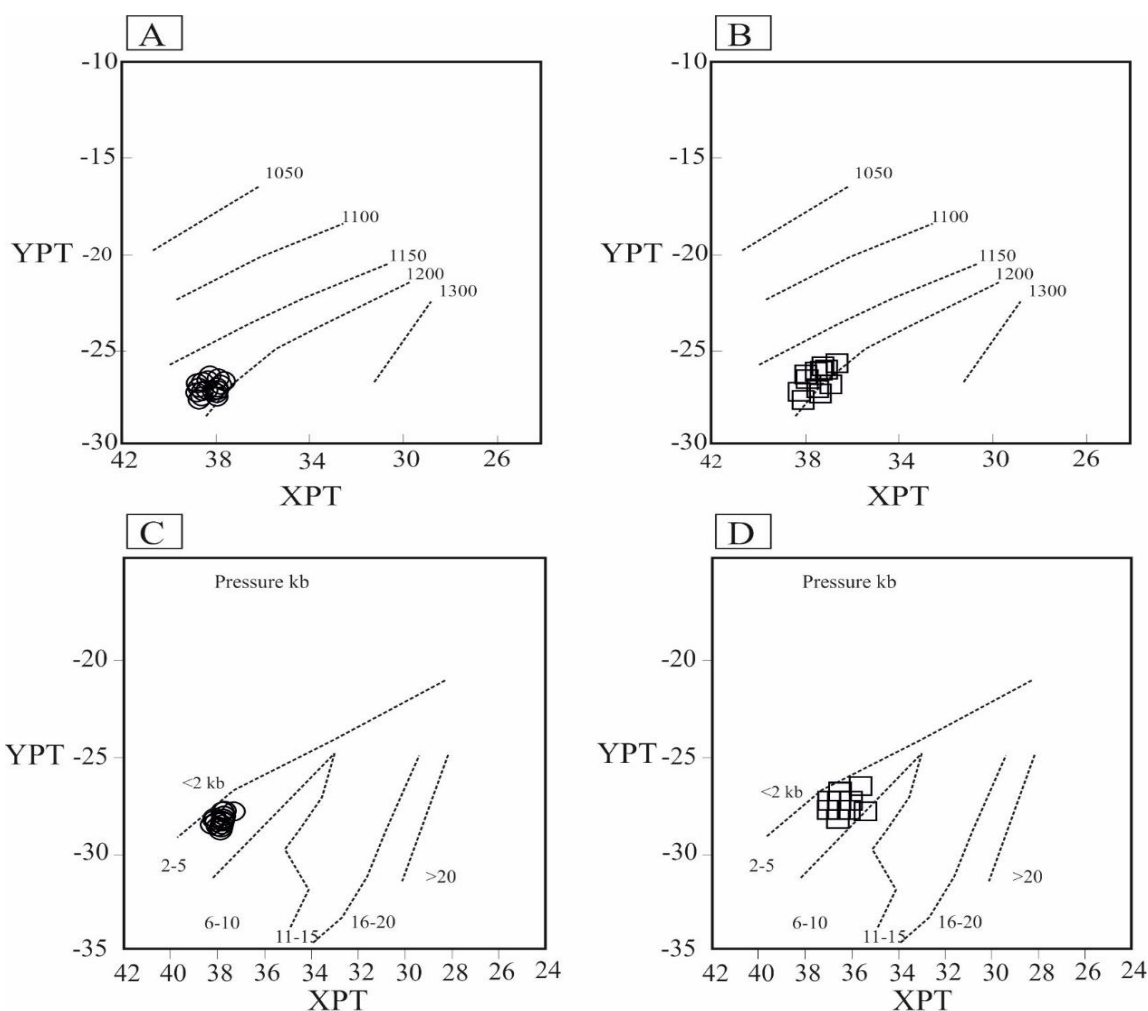 A
-10
-15
-20
-25
-30
YPT
1050
1100
1150
1200
1300
42 38 34 30 26
XPT
B
-10
-15
-20
-25
-30
YPT
1050
1100
1150
1200
1300
42 38 34 30 26
XPT
C
Pressure kb
-20
-25
-30
-35
YPT
<2 kb
2-5
6-10
11-15
16-20
>20
42 40 38 36 34 32 30 28 26 24
XPT
D
Pressure kb
-20
-25
-30
-35
YPT
<2 kb
2-5
6-10
11-15
16-20
>20
42 40 38 36 34 32 30 28 26 24
XPT